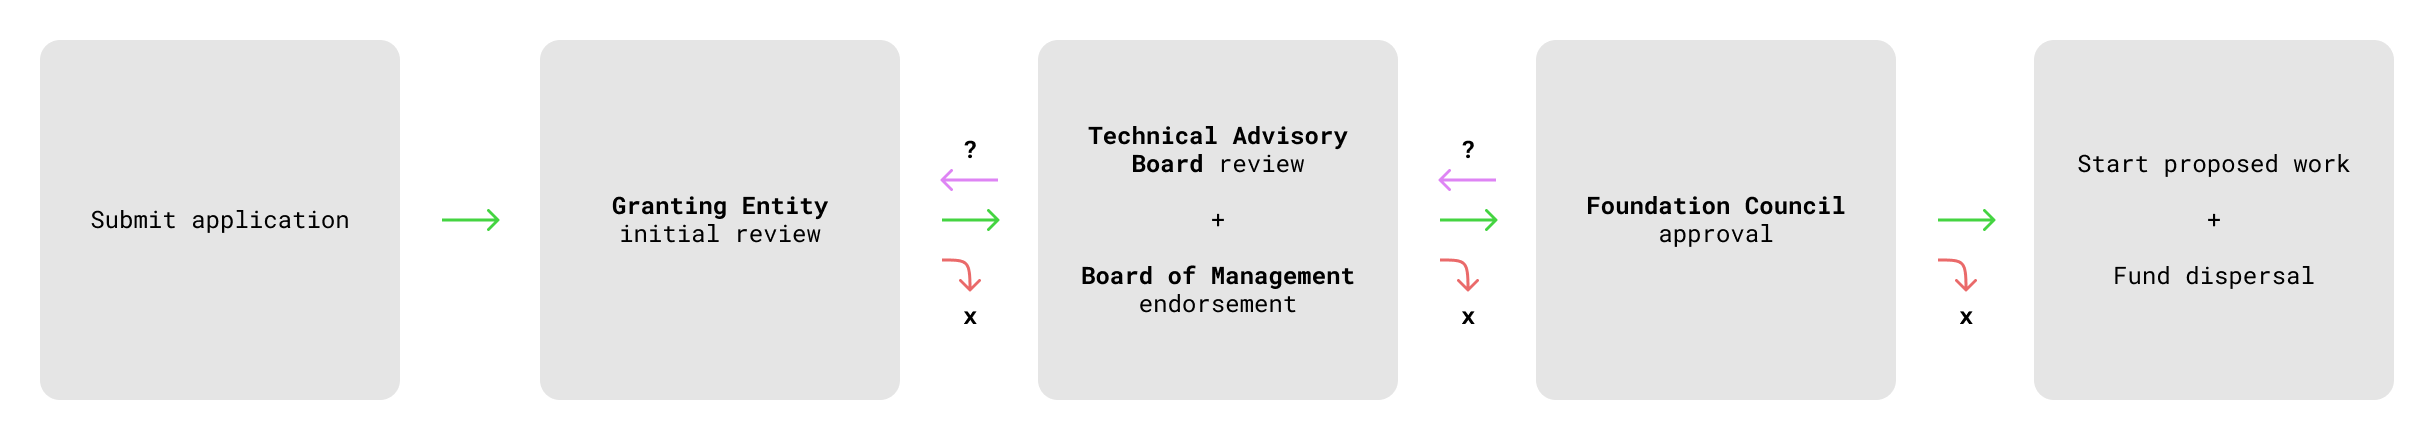 Submit application
Granting Entity
initial review
?
x
Technical Advisory
Board review
+
Board of Management
endorsement
?
x
Foundation Council
approval
x
Start proposed work
+
Fund dispersal